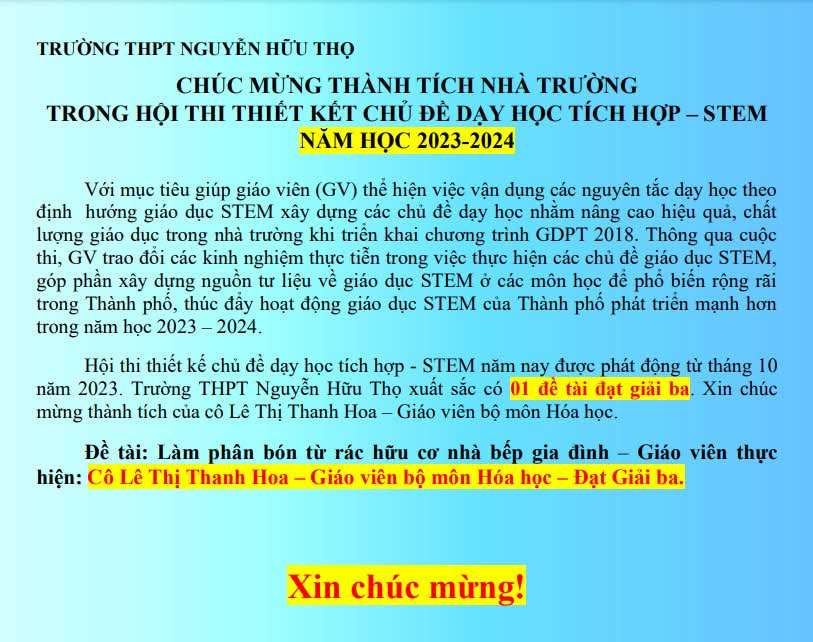 TRƯỜNG THPT NGUYỄN HỮU THỌ
CHÚC MỪNG THÀNH TÍCH NHÀ TRƯỜNG
TRONG HỘI THI THIẾT KẾT CHỦ ĐỀ DẠY HỌC TÍCH HỢP – STEM
NĂM HỌC 2023-2024
Với mục tiêu giúp giáo viên (GV) thể hiện việc vận dụng các nguyên tắc dạy học theo
định hướng giáo dục STEM xây dựng các chủ đề dạy học nhằm nâng cao hiệu quả, chất
lượng giáo dục trong nhà trường khi triển khai chương trình GDPT 2018. Thông qua cuộc
thi, GV trao đổi các kinh nghiệm thực tiễn trong việc thực hiện các chủ đề giáo dục STEM,
góp phần xây dựng nguồn tư liệu về giáo dục STEM ở các môn học để phổ biến rộng rãi
trong Thành phố, thúc đẩy hoạt động giáo dục STEM của Thành phố phát triển mạnh hơn
trong năm học 2023 – 2024.
Hội thi thiết kế chủ đề dạy học tích hợp - STEM năm nay được phát động từ tháng 10
năm 2023. Trường THPT Nguyễn Hữu Thọ xuất sắc có 01 đề tài đạt giải ba. Xin chúc
mừng thành tích của cô Lê Thị Thanh Hoa – Giáo viên bộ môn Hóa học.
Đề tài: Làm phân bón từ rác hữu cơ nhà bếp gia đình – Giáo viên thực
hiện: Cô Lê Thị Thanh Hoa – Giáo viên bộ môn Hóa học – Đạt Giải ba.
Xin chúc mừng!